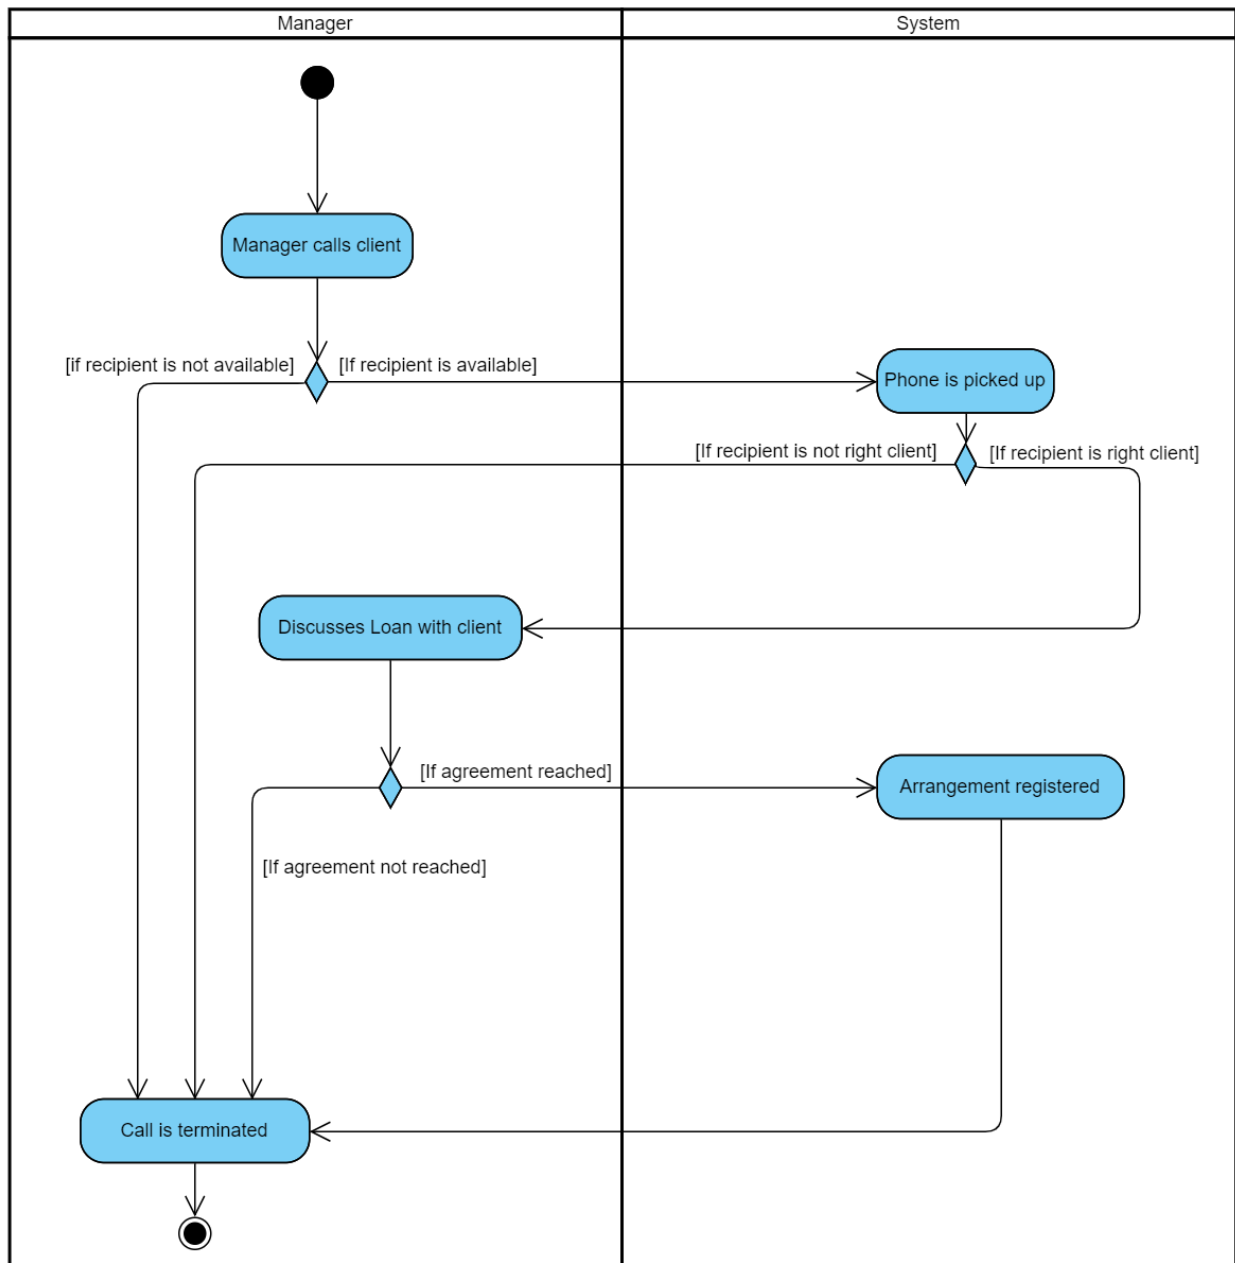 Manager
System
Manager calls client
[if recipient is not available]
[If recipient is available]
Phone is picked up
[If recipient is not right client]
[If recipient is right client]
Discusses Loan with client
[If agreement reached]
Arrangement registered
[If agreement not reached]
Call is terminated